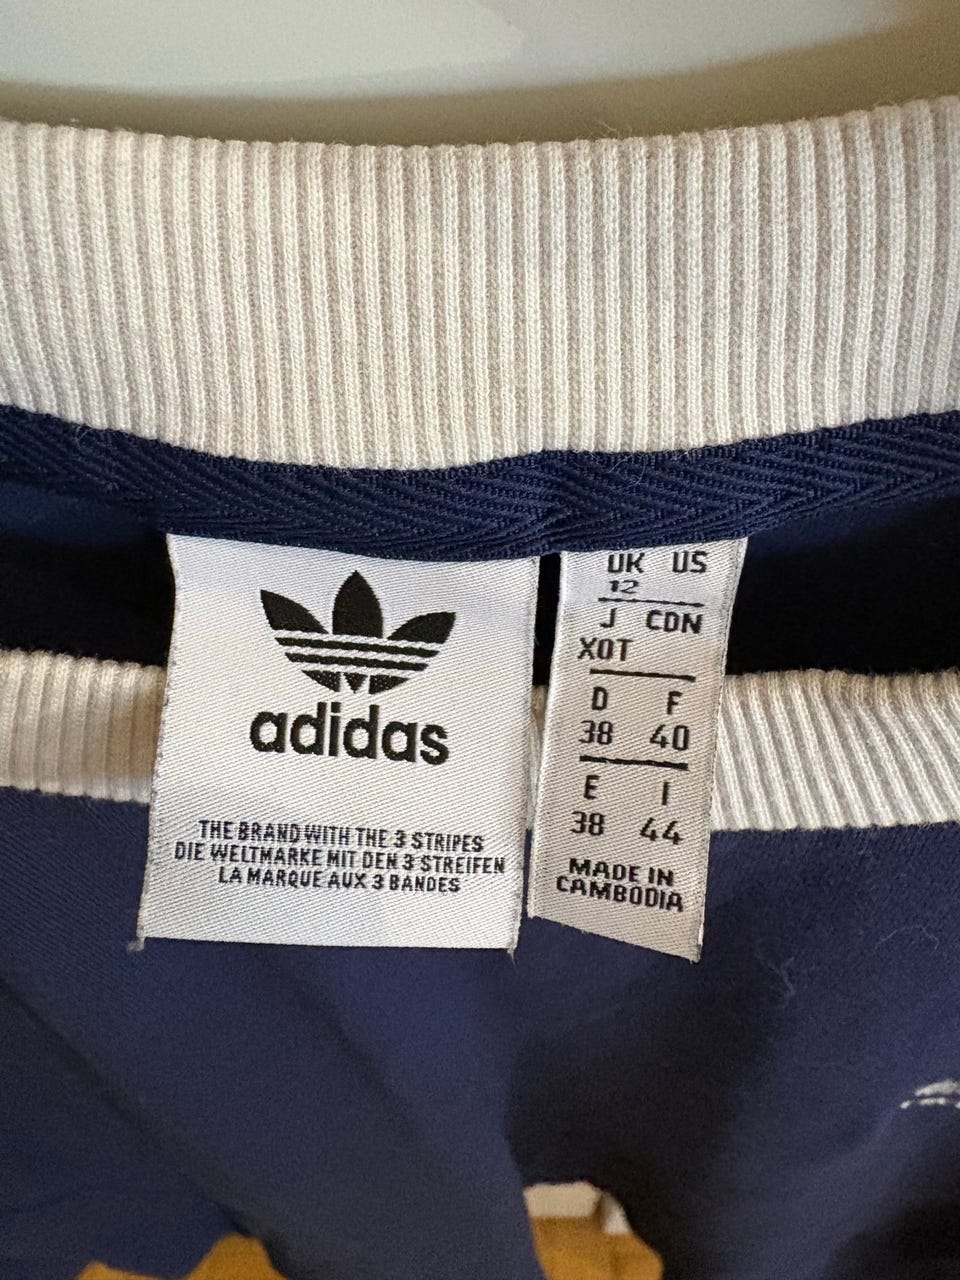 adidas
THE BRAND WITH THE 3 STRIPES
DIE WELTMARKE MIT DEN 3 STREIFEN
LA MARQUE AUX 3 BANDES
UK US
12
J CDN
XOT
D F
38 40
E I
38 44
MADE IN
CAMBODIA